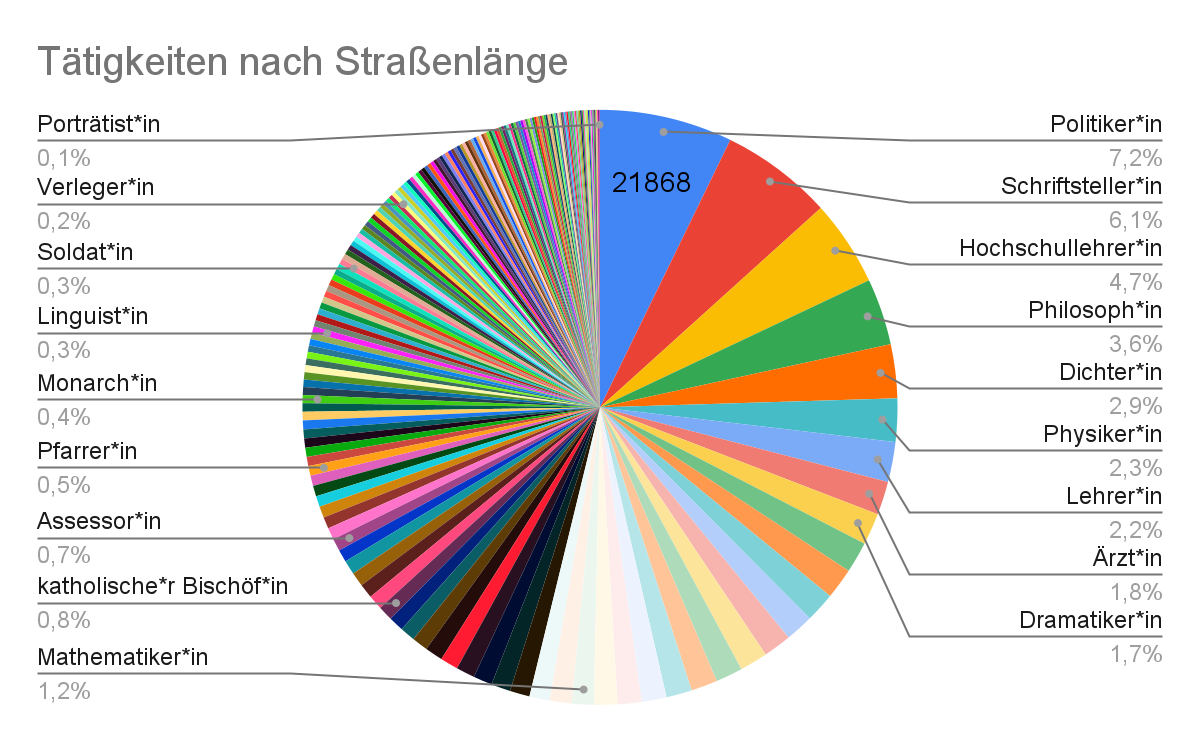 Tätigkeiten nach Straßenlänge
Porträtist*in
0,1%
Verleger*in
0,2%
Soldat*in
0,3%
Linguist*in
0,3%
Monarch*in
0,4%
Pfarrer*in
0,5%
Assessor*in
0,7%
katholische*r Bischöf*in
0,8%
Mathematiker*in
1,2%
21868
Politiker*in
7,2%
Schriftsteller*in
6,1%
Hochschullehrer*in
4,7%
Philosoph*in
3,6%
Dichter*in
2,9%
Physiker*in
2,3%
Lehrer*in
2,2%
Ärzt*in
1,8%
Dramatiker*in
1,7%